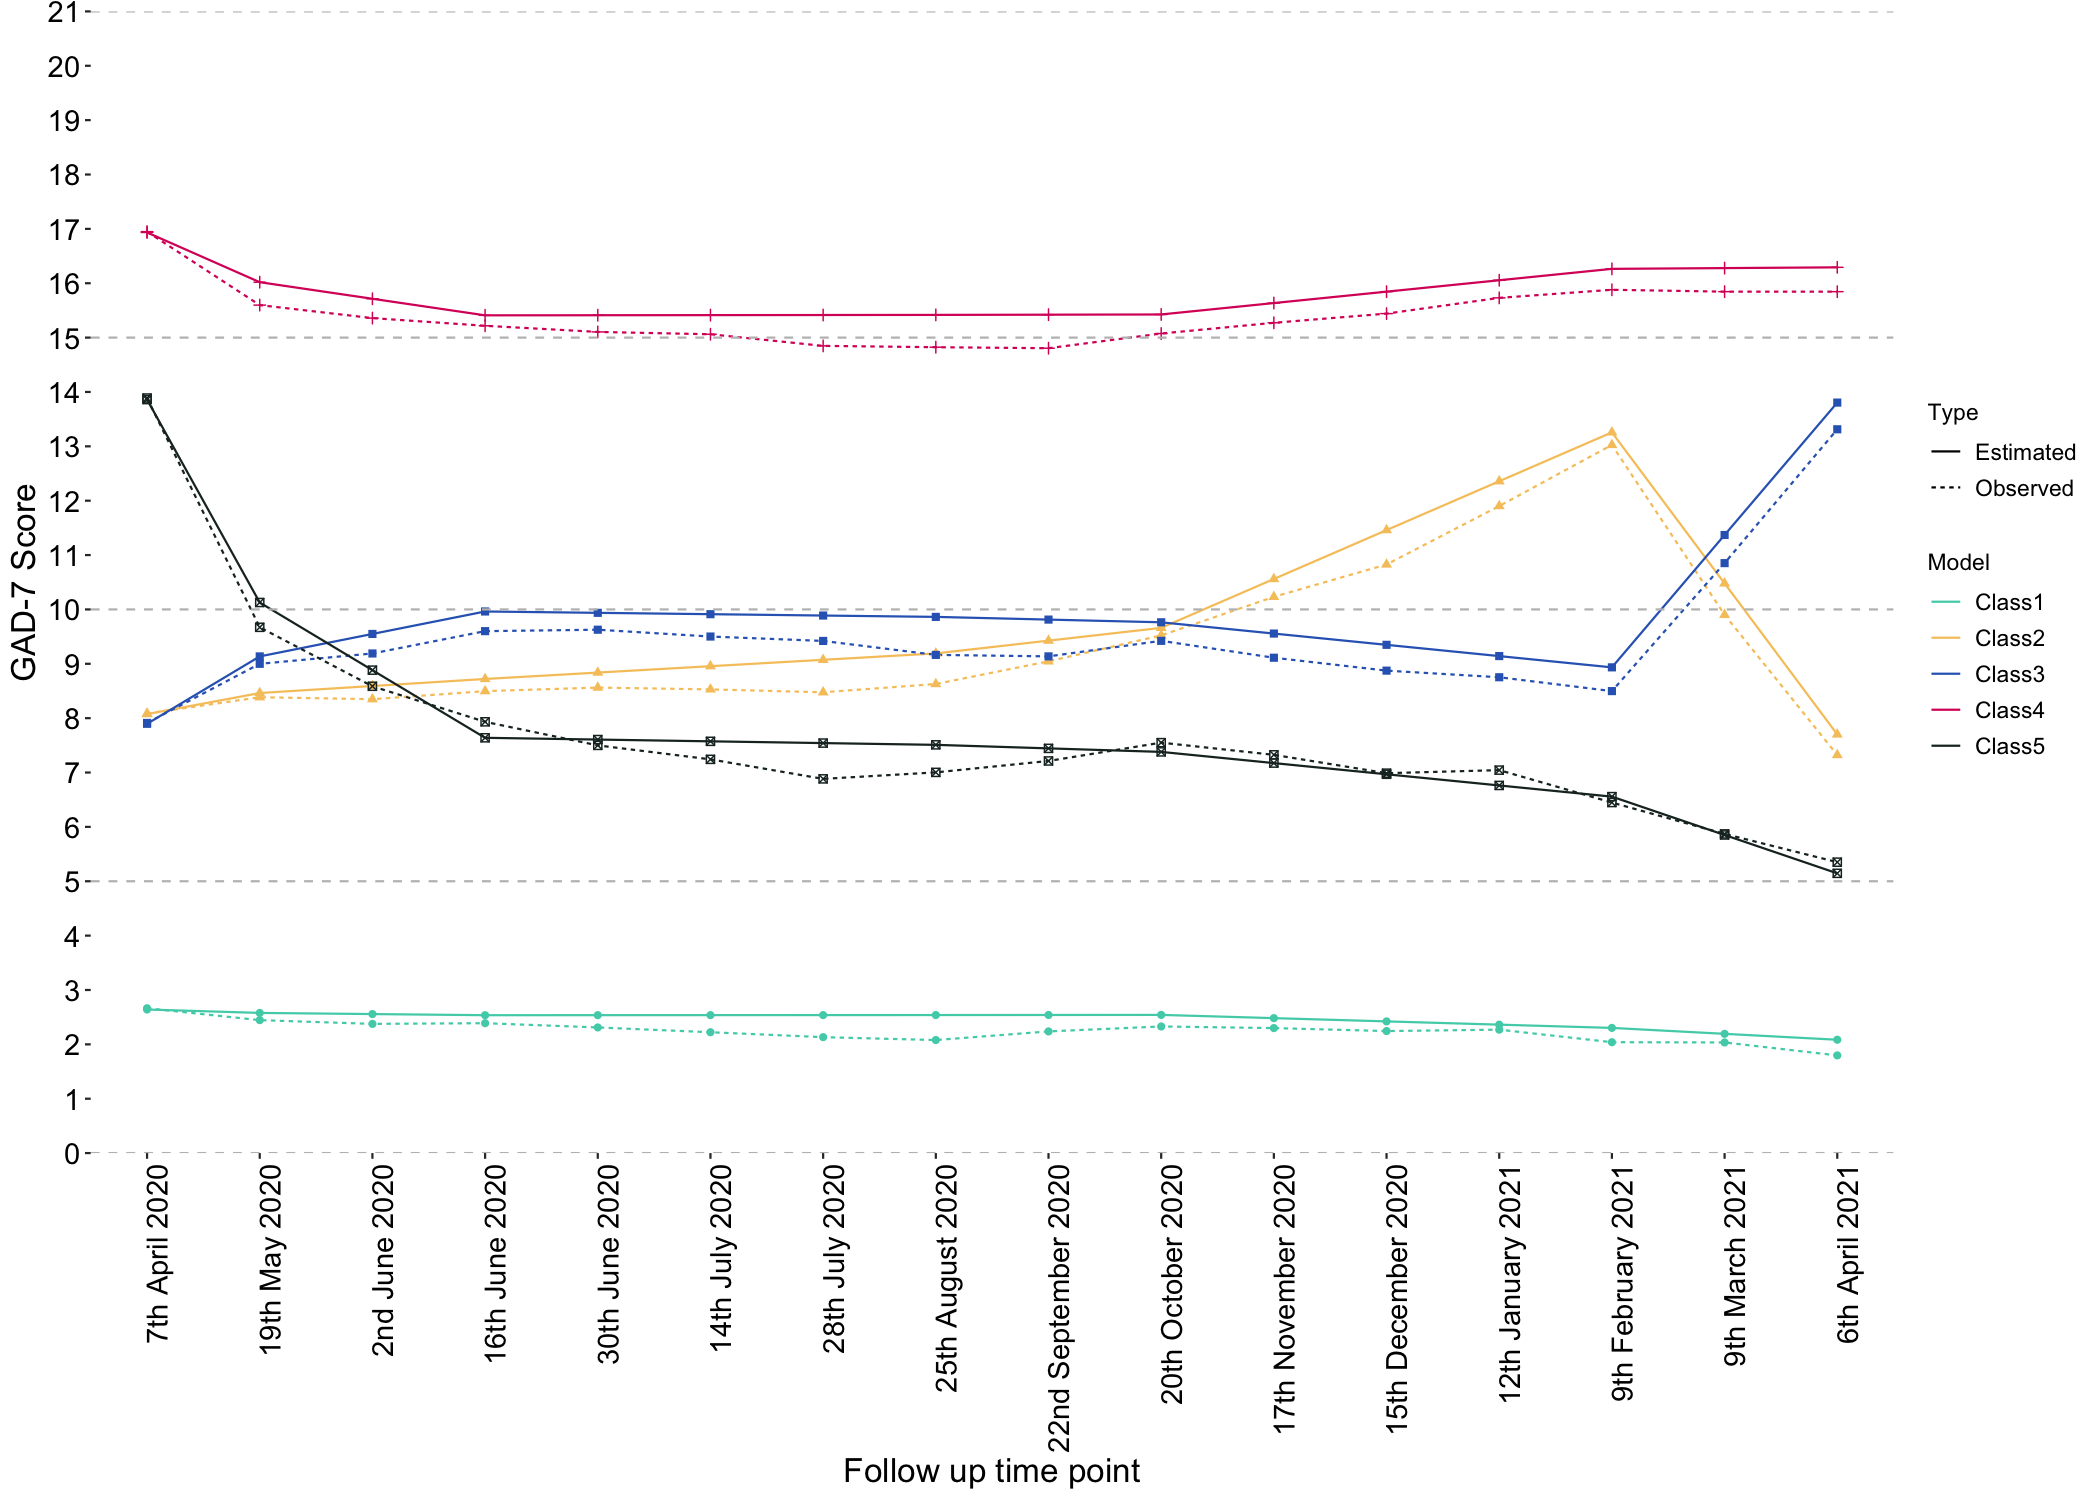 21
20
19
18
17
16
15
14
13
12
11
10
9
8
7
6
5
4
3
2
1
0
GAD-7 Score
7th April 2020
19th May 2020
2nd June 2020
16th June 2020
30th June 2020
14th July 2020
28th July 2020
25th August 2020
22nd September 2020
20th October 2020
17th November 2020
15th December 2020
12th January 2021
9th February 2021
9th March 2021
6th April 2021
Follow up time point
Type
Estimated
Observed
Model
Class1
Class2
Class3
Class4
Class5